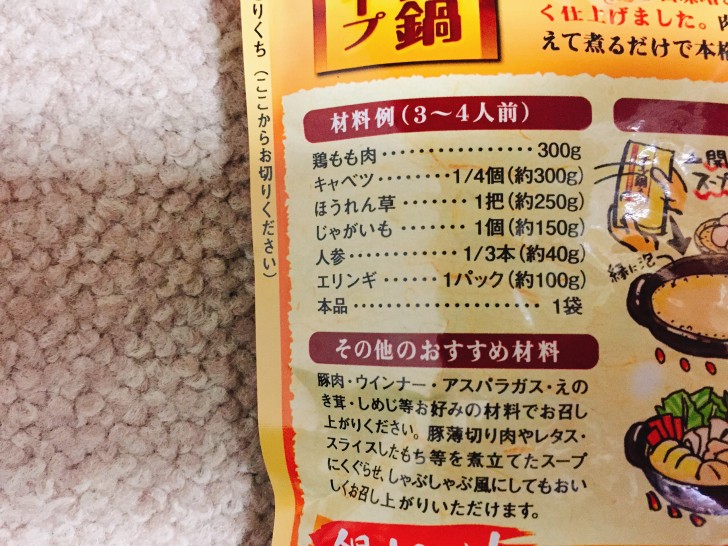 鍋
ープ
く仕上げました。肉
えて煮るだけで本格
りくち(ここからお切りください)
材料例(3〜4人前)
鶏もも肉・・・・・・・・・・・・・・・・300g
キャベツ・・・・・・・・1/4個(約300g)
ほうれん草・・・・・・・1把(約250g)
じゃがいも・・・・・・・1個(約150g)
人参・・・・・・・・・・・1/3本(約40g)
エリンギ・・・・・・1パック(約100g)
本品・・・・・・・・・・・・・・・・・・・・1袋
その他のおすすめ材料
豚肉・ウインナー・アスパラガス・えの
き茸・しめじ等お好みの材料でお召し
上がりください。豚薄切り肉やレタス・
スライスしたもち等を煮立てたスープ
にくぐらせ、しゃぶしゃぶ風にしてもおい
しくお召し上がりいただけます。
縁に泡つ